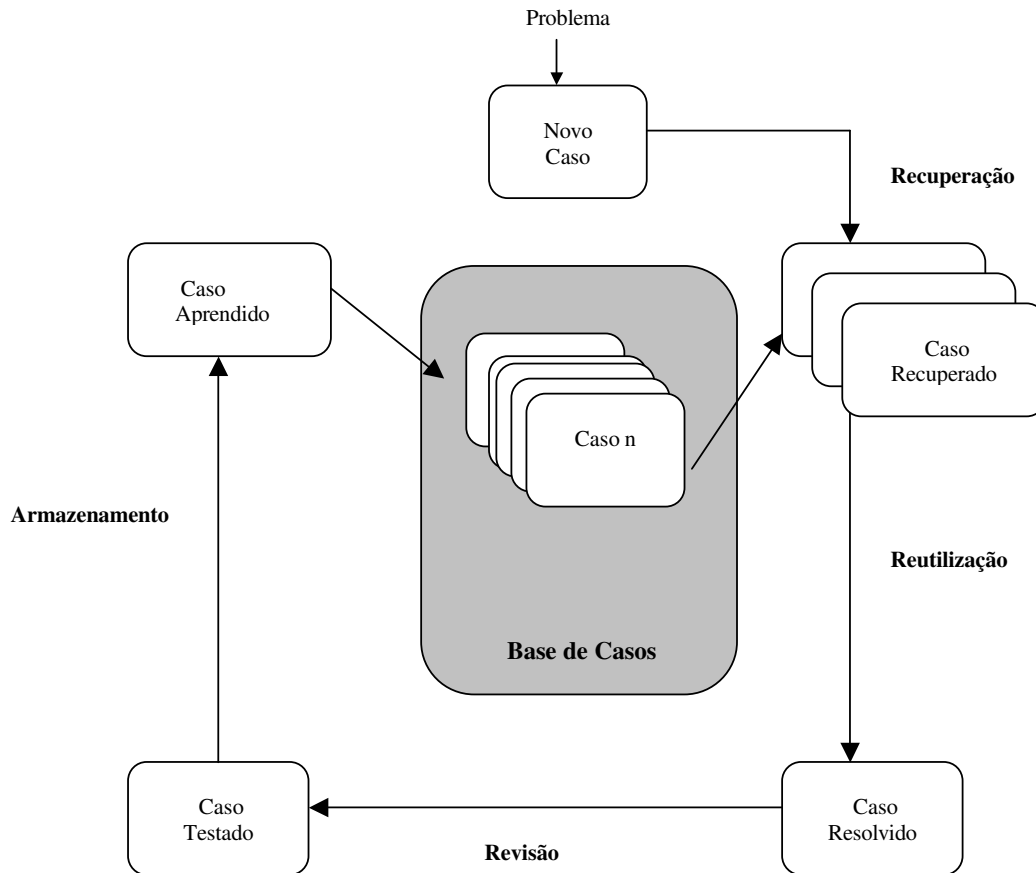 Problema
Novo
Caso
Recuperação
Caso
Aprendido
Caso
Recuperado
Caso n
Armazenamento
Reutilização
Base de Casos
Caso
Testado
Caso
Resolvido
Revisão